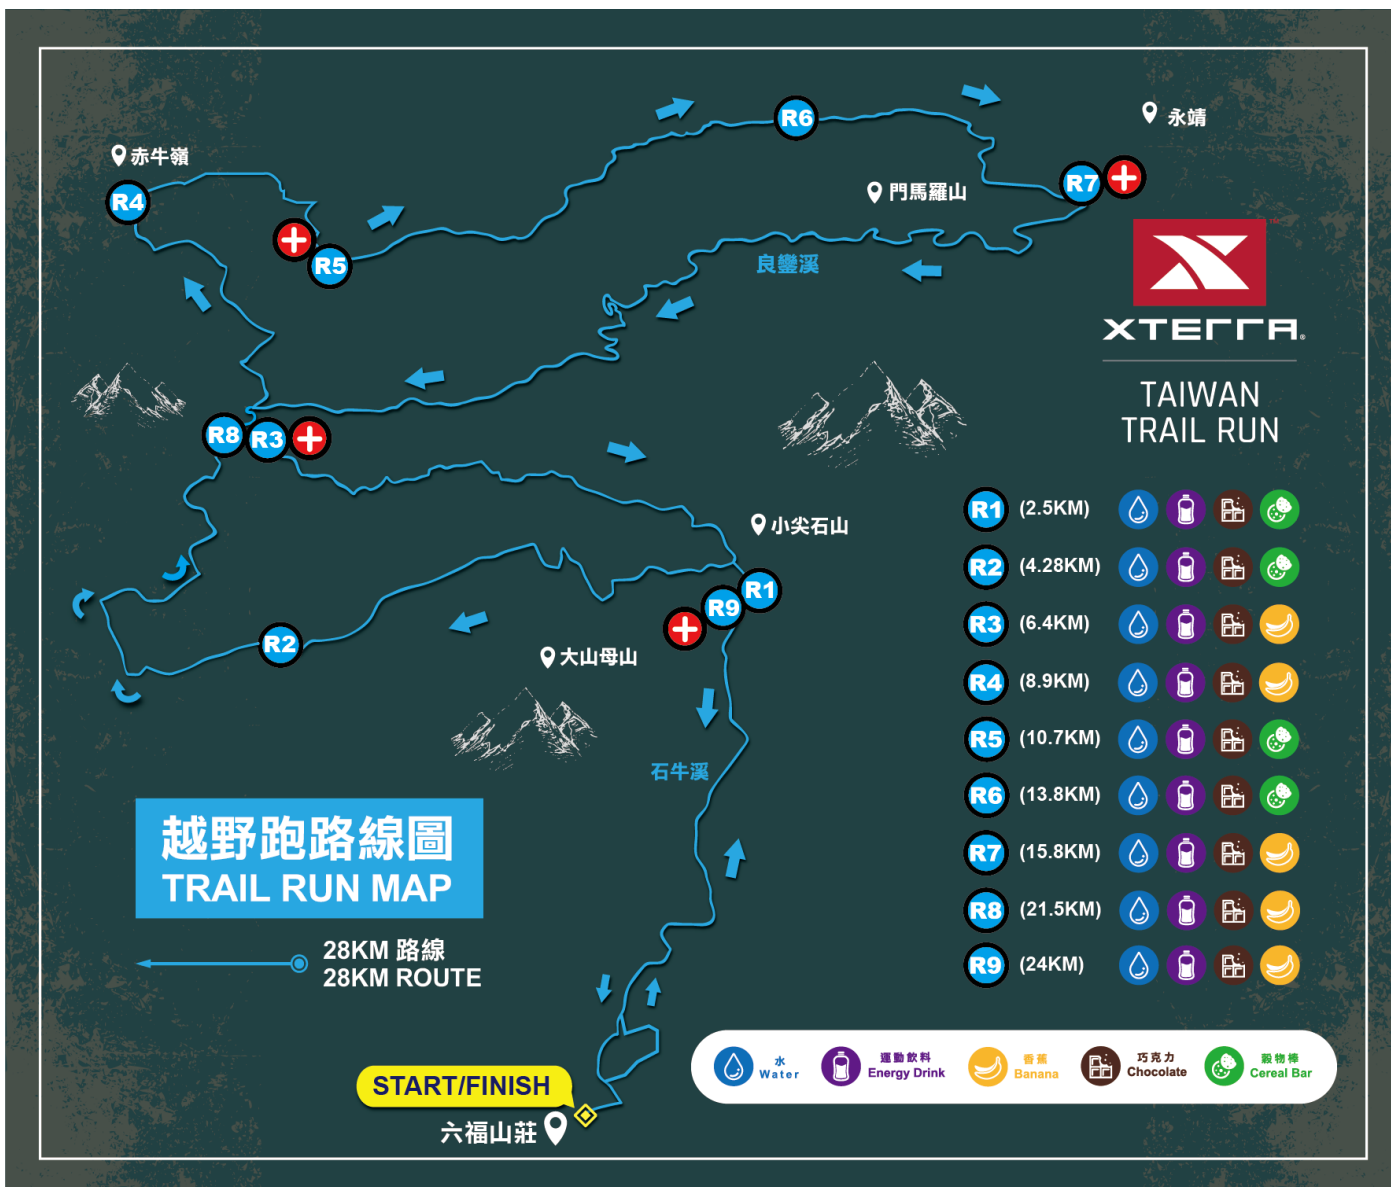 永靖
赤牛嶺
R6
R4
R7
門馬羅山
R5
良鑾溪
XTERRA®
TAIWAN
TRAIL RUN
R8
R3
小尖石山
R1
R9
R2
大山母山
石牛溪
R1 (2.5KM)
R2 (4.28KM)
R3 (6.4KM)
R4 (8.9KM)
R5 (10.7KM)
R6 (13.8KM)
R7 (15.8KM)
R8 (21.5KM)
R9 (24KM)
越野跑路線圖
TRAIL RUN MAP
28KM 路線
28KM ROUTE
水
Water
運動飲料
Energy Drink
香蕉
Banana
巧克力
Chocolate
穀物棒
Cereal Bar
START/FINISH
六福山莊